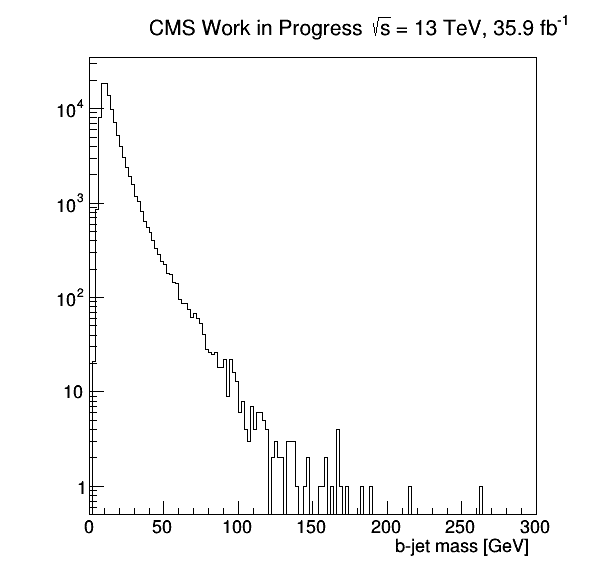 CMS Work in Progress √s = 13 TeV, 35.9 fb⁻¹
10⁴
10³
10²
10
1
0 50 100 150 200 250 300
b-jet mass [GeV]